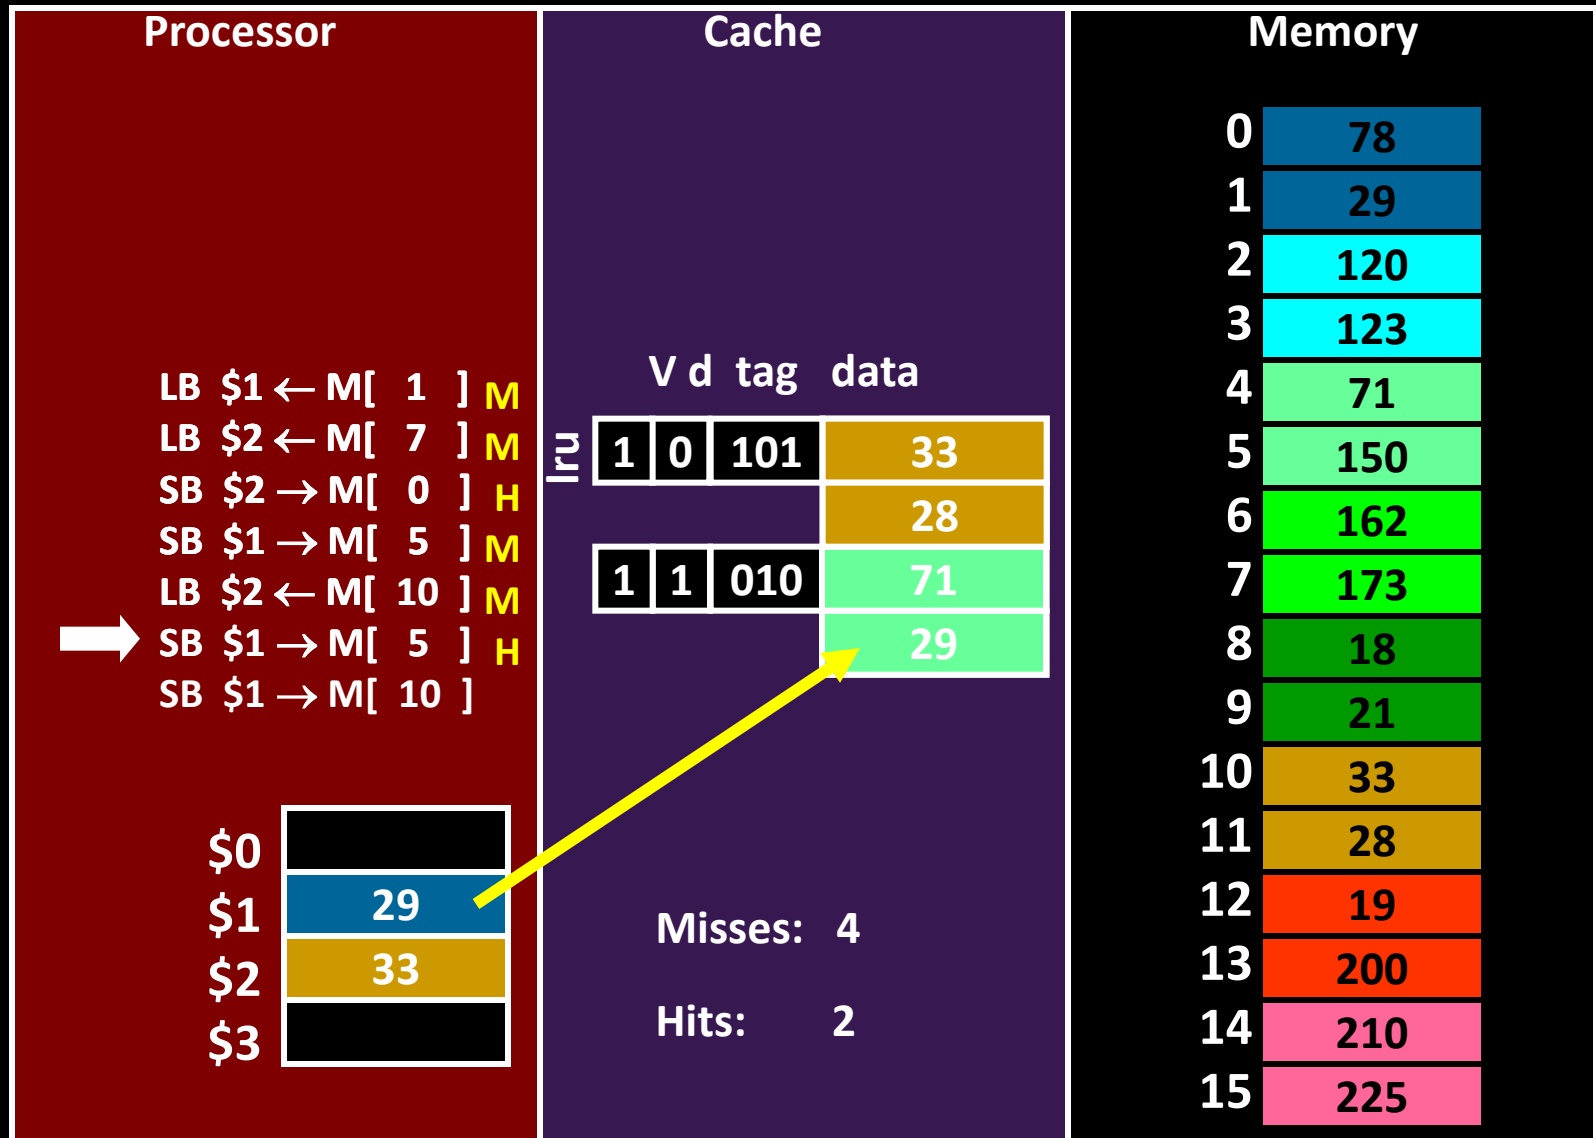 Processor
LB $1 ← M[ 1 ] M
LB $2 ← M[ 7 ] M
SB $2 → M[ 0 ] H
SB $1 → M[ 5 ] M
LB $2 ← M[ 10 ] M
SB $1 → M[ 5 ] H
SB $1 → M[ 10 ]
$0
$1 29
$2 33
$3
Cache
V d tag data
lru 1 0 101 33
28
1 1 010 71
29
Misses: 4
Hits: 2
Memory
0 78
1 29
2 120
3 123
4 71
5 150
6 162
7 173
8 18
9 21
10 33
11 28
12 19
13 200
14 210
15 225